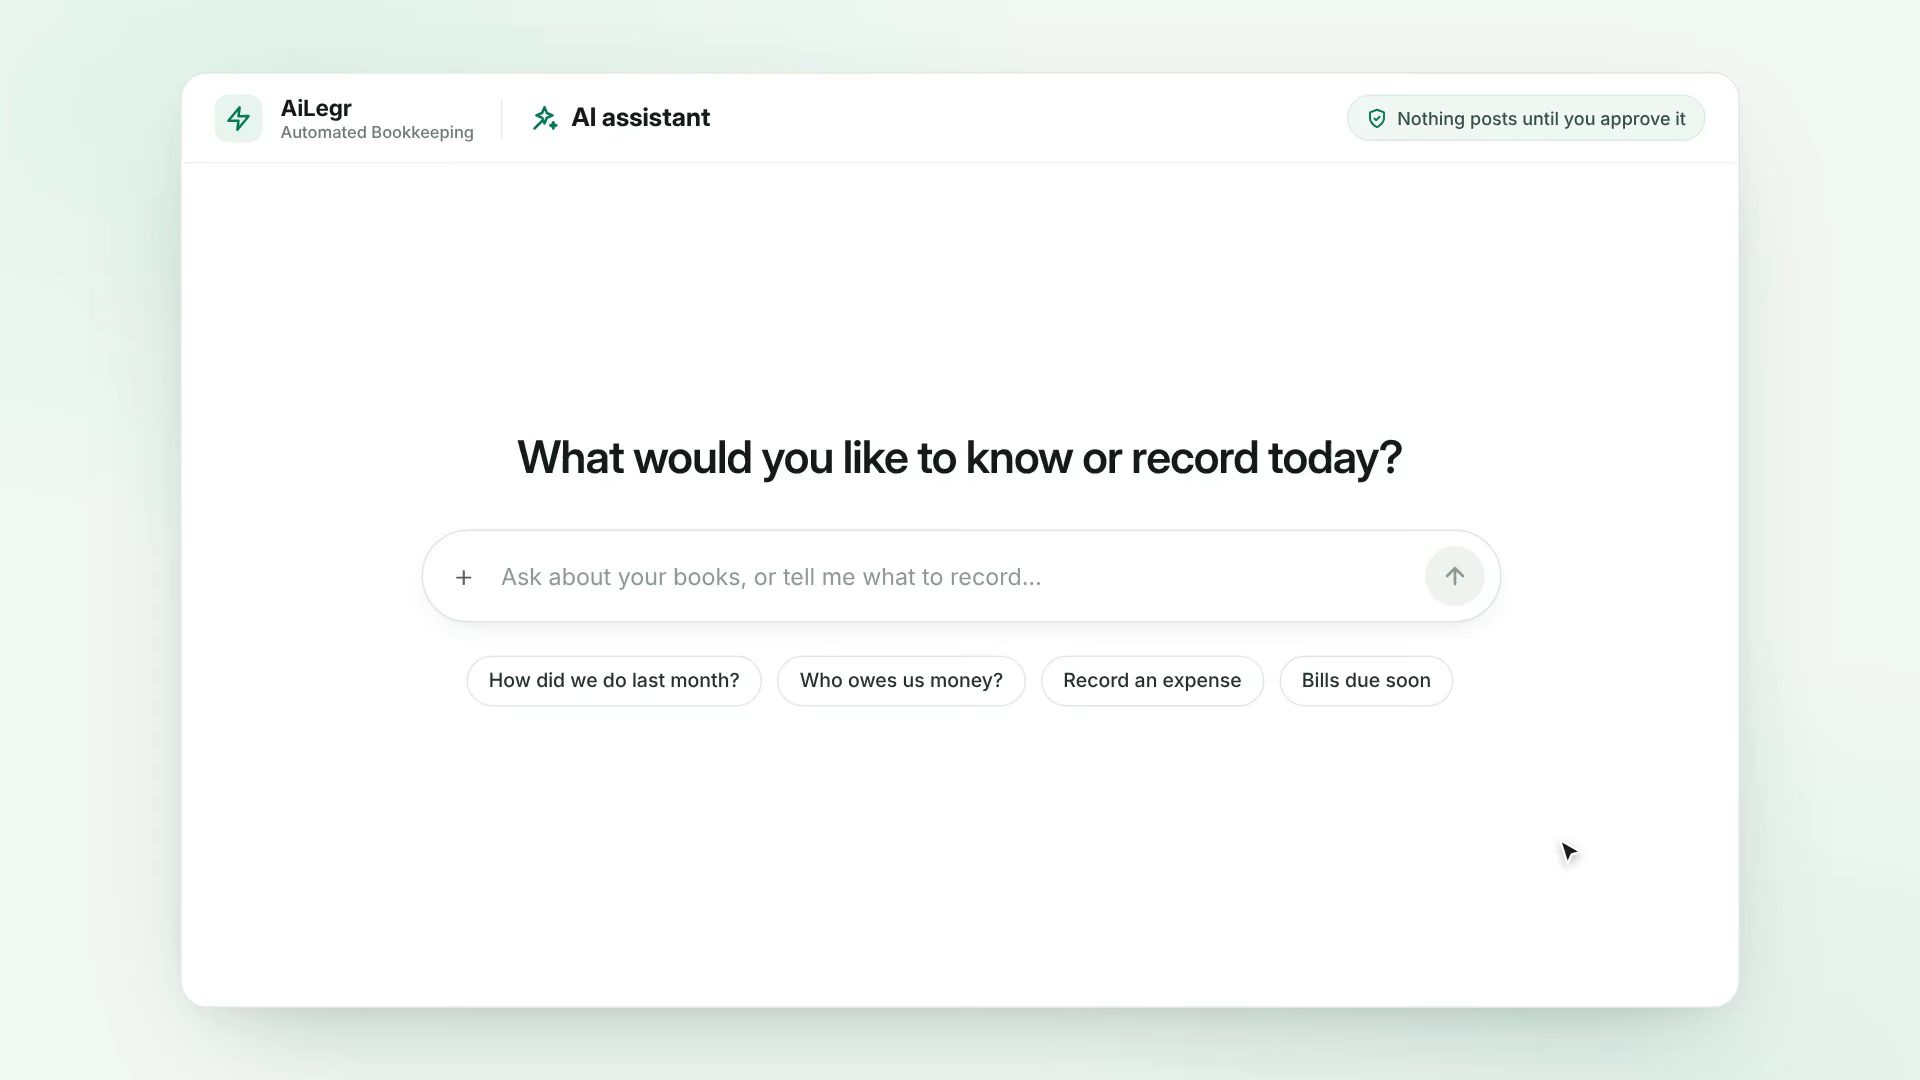 AiLegr
Automated Bookkeeping
AI assistant
Nothing posts until you approve it
What would you like to know or record today?
Ask about your books, or tell me what to record...
How did we do last month?
Who owes us money?
Record an expense
Bills due soon